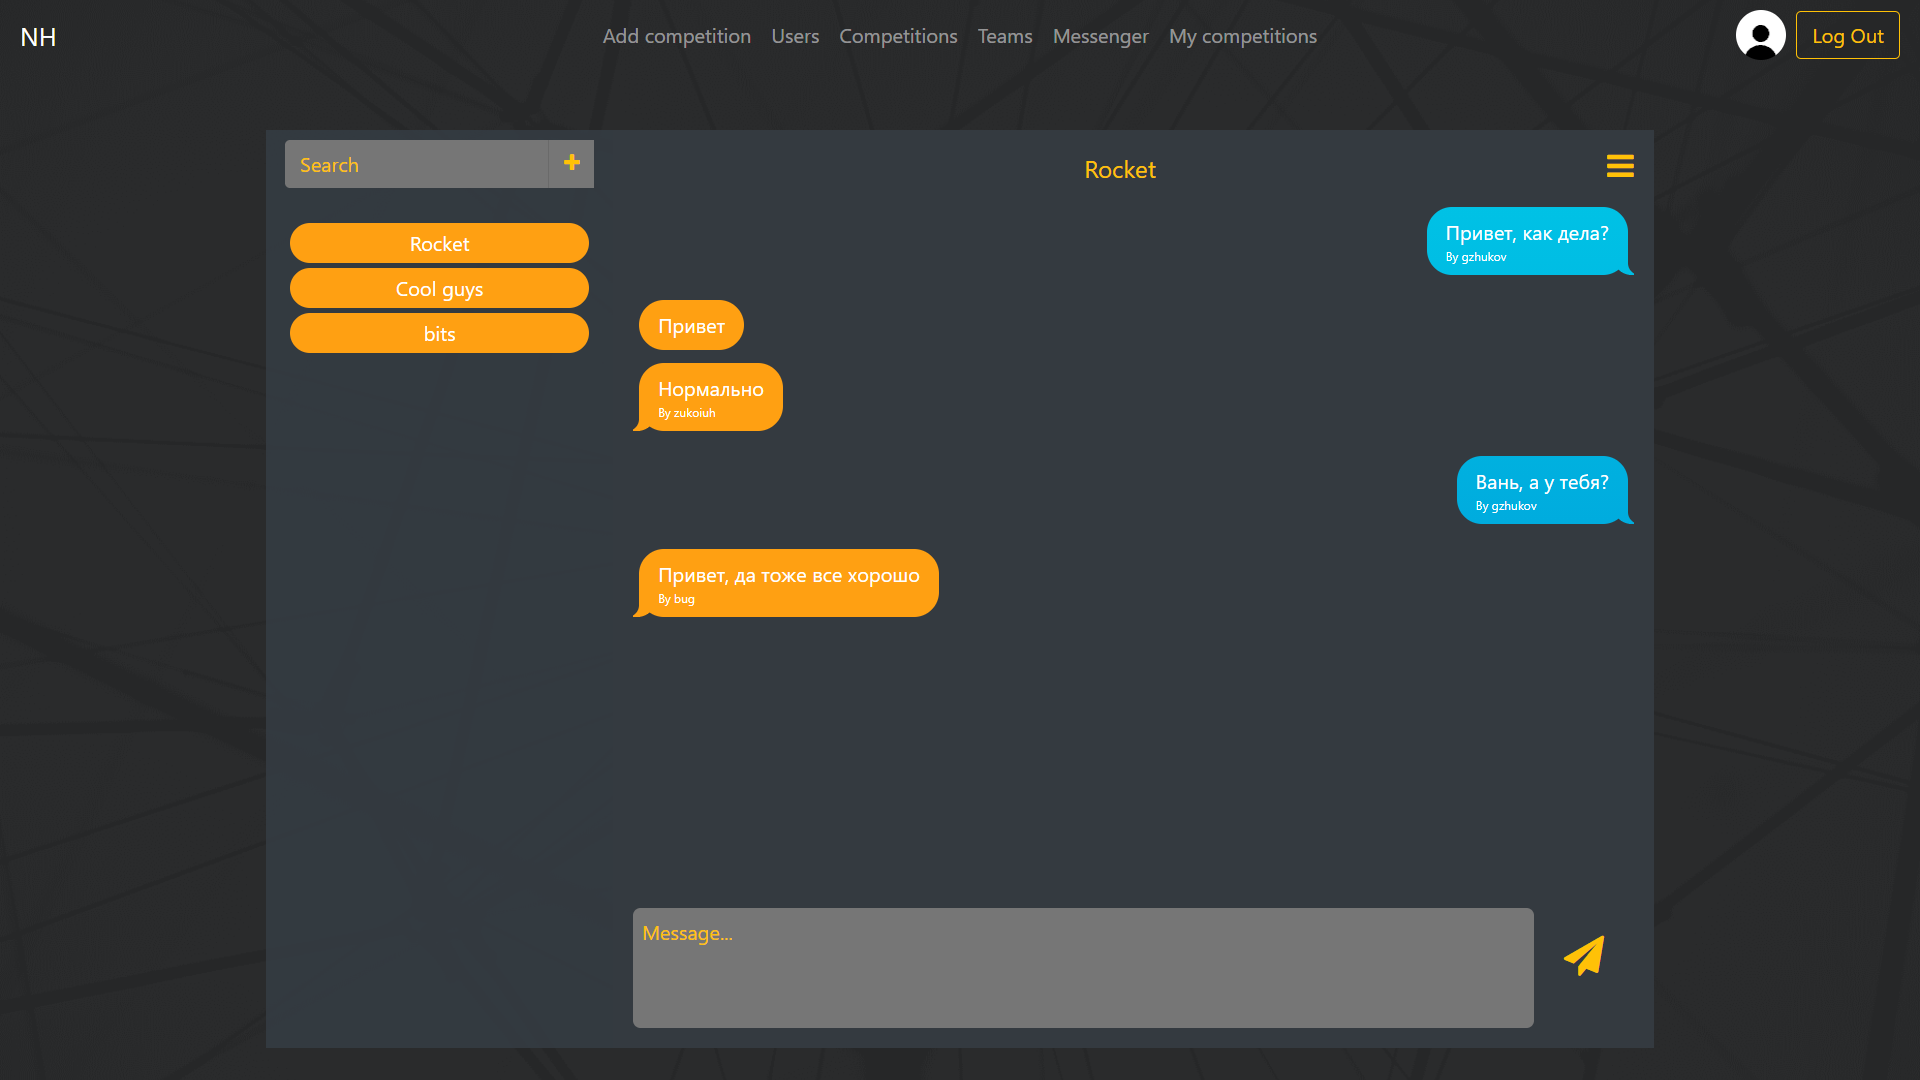 NH
Add competition
Users
Competitions
Teams
Messenger
My competitions
Log Out
Search
Rocket
Cool guys
bits
Rocket
Привет, как дела?
By gzhukov
Привет
Нормально
By zukoiuh
Вань, а у тебя?
By gzhukov
Привет, да тоже все хорошо
By bug
Message...